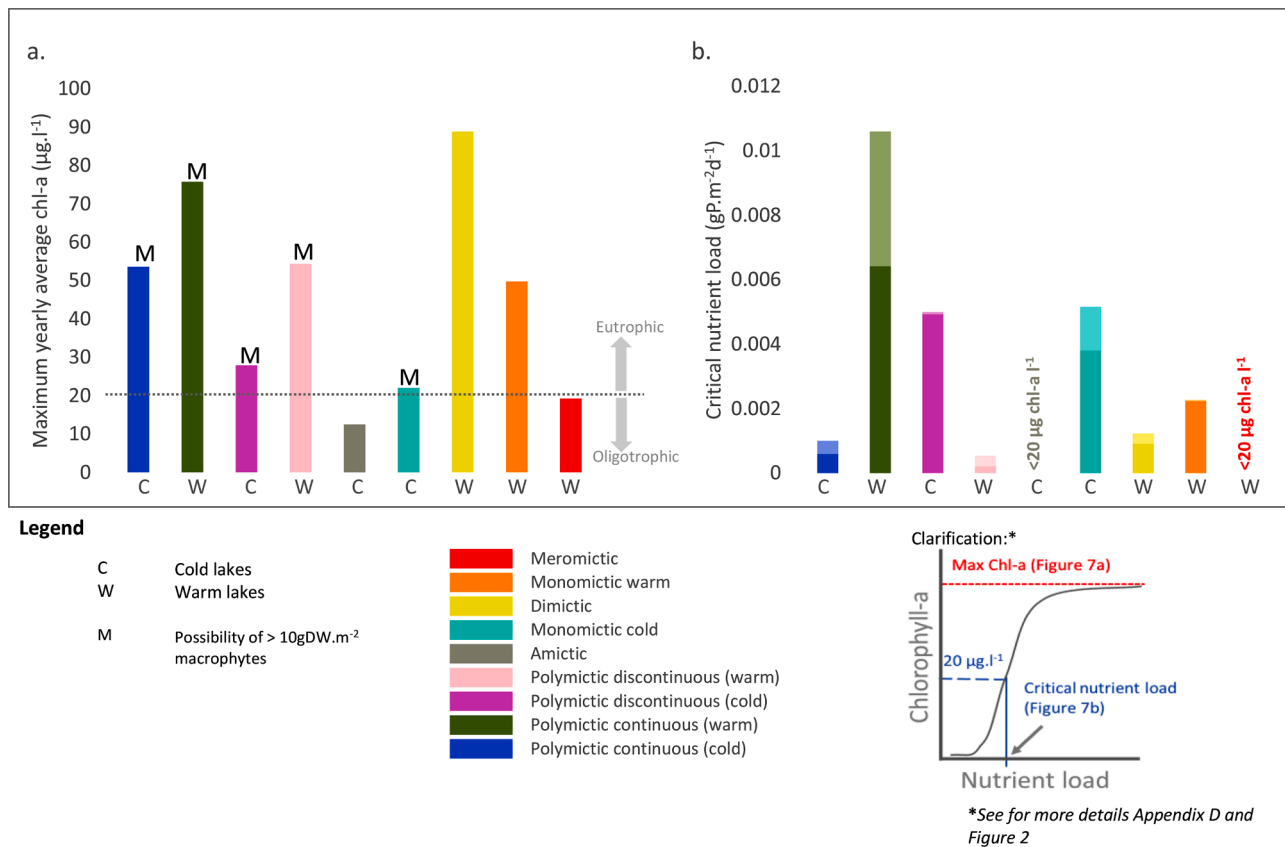 a.
Maximum yearly average chl-a (µg.l⁻¹)
100
90
80
70
60
50
40
30
20
10
0
M
M
M
M
M
Eutrophic
Oligotrophic
C
W
C
W
C
C
W
W
W
b.
Critical nutrient load (gP.m⁻²d⁻¹)
0.012
0.01
0.008
0.006
0.004
0.002
0
<20 µg chl-a l⁻¹
<20 µg chl-a l⁻¹
C
W
C
W
C
C
W
W
W
Legend
C Cold lakes
W Warm lakes
M Possibility of > 10gDW.m⁻²
macrophytes
Meromictic
Monomictic warm
Dimictic
Monomictic cold
Amictic
Polymictic discontinuous (warm)
Polymictic discontinuous (cold)
Polymictic continuous (warm)
Polymictic continuous (cold)
Clarification:*
Max Chl-a (Figure 7a)
Chlorophyll-a
20 µg.l⁻¹
Critical nutrient load
(Figure 7b)
Nutrient load
*See for more details Appendix D and
Figure 2